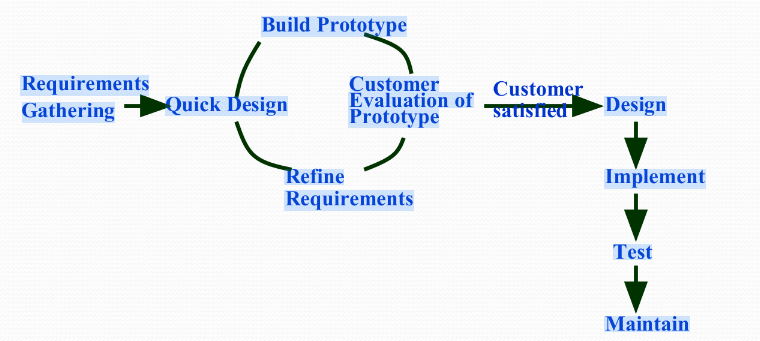 Build Prototype
Requirements
Gathering
Quick Design
Customer
Evaluation of
Prototype
Customer
satisfied
Design
Refine
Requirements
Implement
Test
Maintain